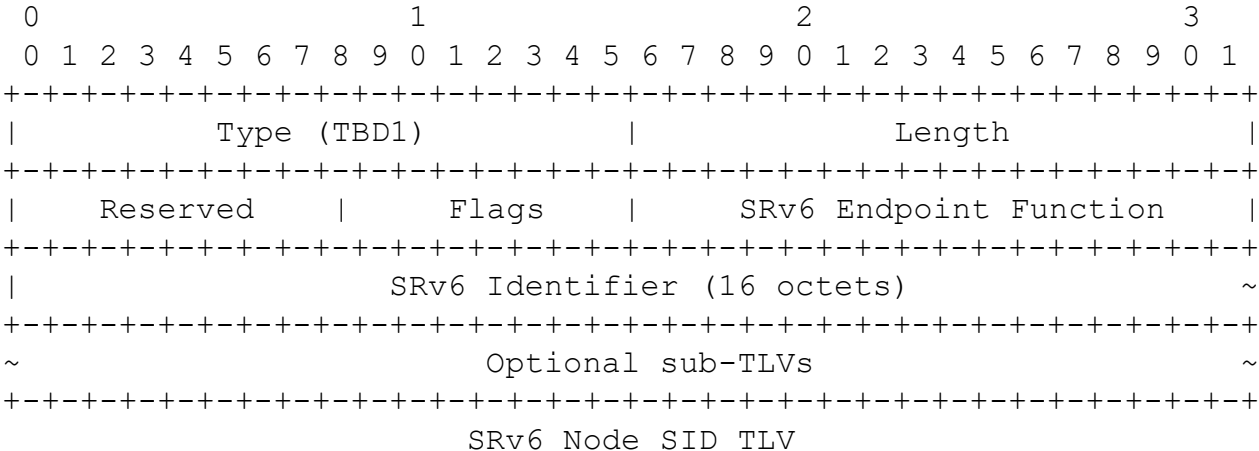 0                   1                   2                   3
 0 1 2 3 4 5 6 7 8 9 0 1 2 3 4 5 6 7 8 9 0 1 2 3 4 5 6 7 8 9 0 1
+-+-+-+-+-+-+-+-+-+-+-+-+-+-+-+-+-+-+-+-+-+-+-+-+-+-+-+-+-+-+-+-+
|          Type (TBD1)          |             Length            |
+-+-+-+-+-+-+-+-+-+-+-+-+-+-+-+-+-+-+-+-+-+-+-+-+-+-+-+-+-+-+-+-+
|    Reserved    |     Flags    |     SRv6 Endpoint Function    |
+-+-+-+-+-+-+-+-+-+-+-+-+-+-+-+-+-+-+-+-+-+-+-+-+-+-+-+-+-+-+-+-+
|                   SRv6 Identifier (16 octets)                 ~
+-+-+-+-+-+-+-+-+-+-+-+-+-+-+-+-+-+-+-+-+-+-+-+-+-+-+-+-+-+-+-+-+
~                        Optional sub-TLVs                      ~
+-+-+-+-+-+-+-+-+-+-+-+-+-+-+-+-+-+-+-+-+-+-+-+-+-+-+-+-+-+-+-+-+
                        SRv6 Node SID TLV